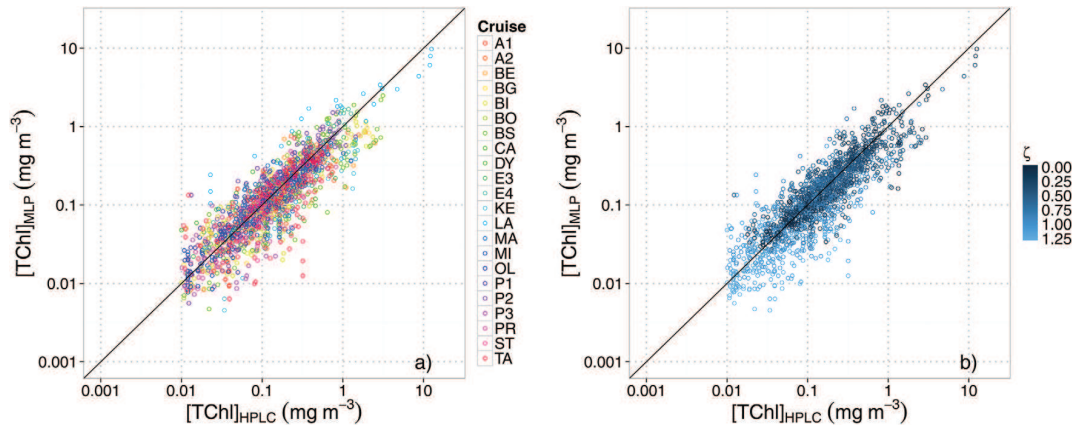 10
1
0.1
0.01
0.001
[TChl]MLP (mg m−3)
0.001 0.01 0.1 1 10
[TChl]HPLC (mg m−3)
a)
Cruise
A1
A2
BE
BG
BI
BO
BS
CA
DY
E3
E4
KE
LA
MA
MI
OL
P1
P2
P3
PR
ST
TA
10
1
0.1
0.01
0.001
[TChl]MLP (mg m−3)
0.001 0.01 0.1 1 10
[TChl]HPLC (mg m−3)
b)
ζ
0.00
0.25
0.50
0.75
1.00
1.25